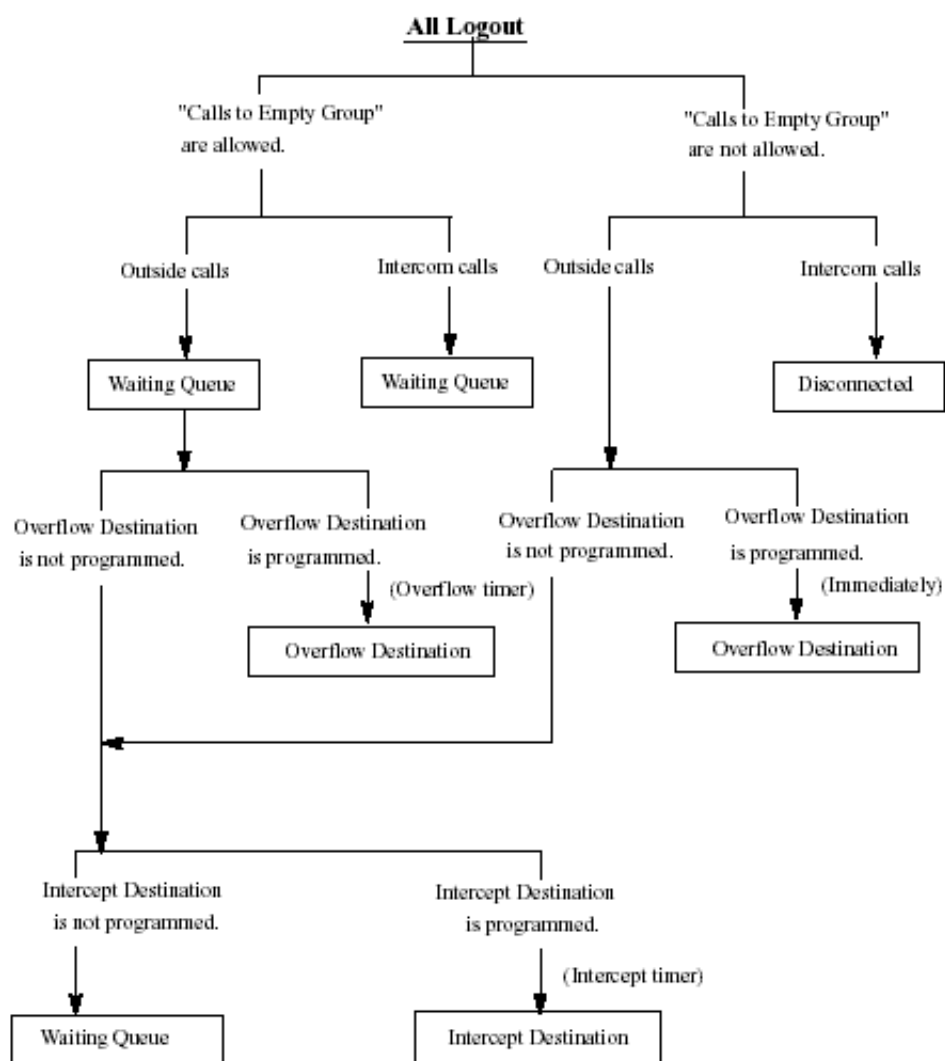 All Logout
"Calls to Empty Group"
are allowed.
"Calls to Empty Group"
are not allowed.
Outside calls
Intercom calls
Outside calls
Intercom calls
Waiting Queue
Waiting Queue
Disconnected
Overflow Destination
is not programmed.
Overflow Destination
is programmed.
(Overflow timer)
Overflow Destination
Overflow Destination
is not programmed.
Overflow Destination
is programmed.
(Immediately)
Overflow Destination
Intercept Destination
is not programmed.
Intercept Destination
is programmed.
(Intercept timer)
Waiting Queue
Intercept Destination